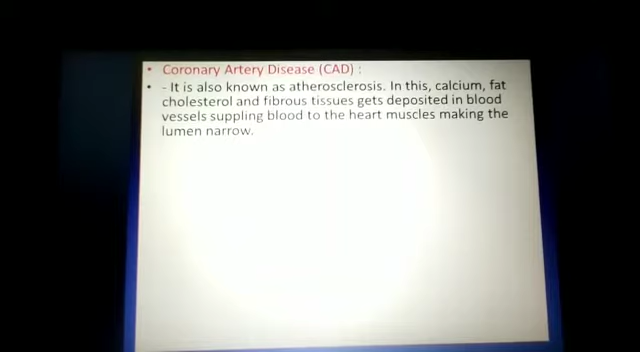 • Coronary Artery Disease (CAD) :
• - It is also known as atherosclerosis. In this, calcium, fat
cholesterol and fibrous tissues gets deposited in blood
vessels suppling blood to the heart muscles making the
lumen narrow.